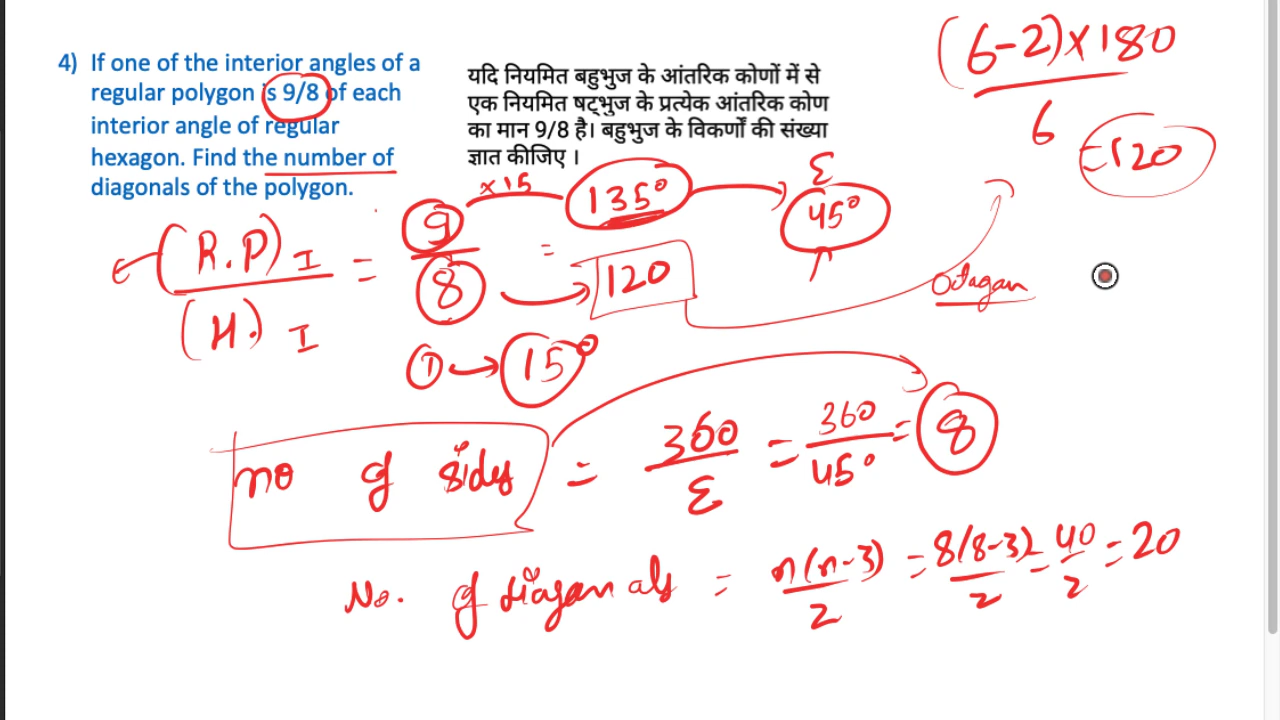 4) If one of the interior angles of a
regular polygon is 9/8 of each
interior angle of regular
hexagon. Find the number of
diagonals of the polygon.
यदि नियमित बहुभुज के आंतरिक कोणों में से
एक नियमित षट्भुज के प्रत्येक आंतरिक कोण
का मान 9/8 है। बहुभुज के विकर्णों की संख्या
ज्ञात कीजिए ।
(6-2)×180
6
=120
(R.P) I = 9 ×15 135° ε 45°
(H.) I 8 = 120
Octagan
① → 15°
no of sides = 360/ε = 360/45° = 8
No. of diagonals = n(n-3)/2 = 8(8-3)/2 = 40/2 = 20